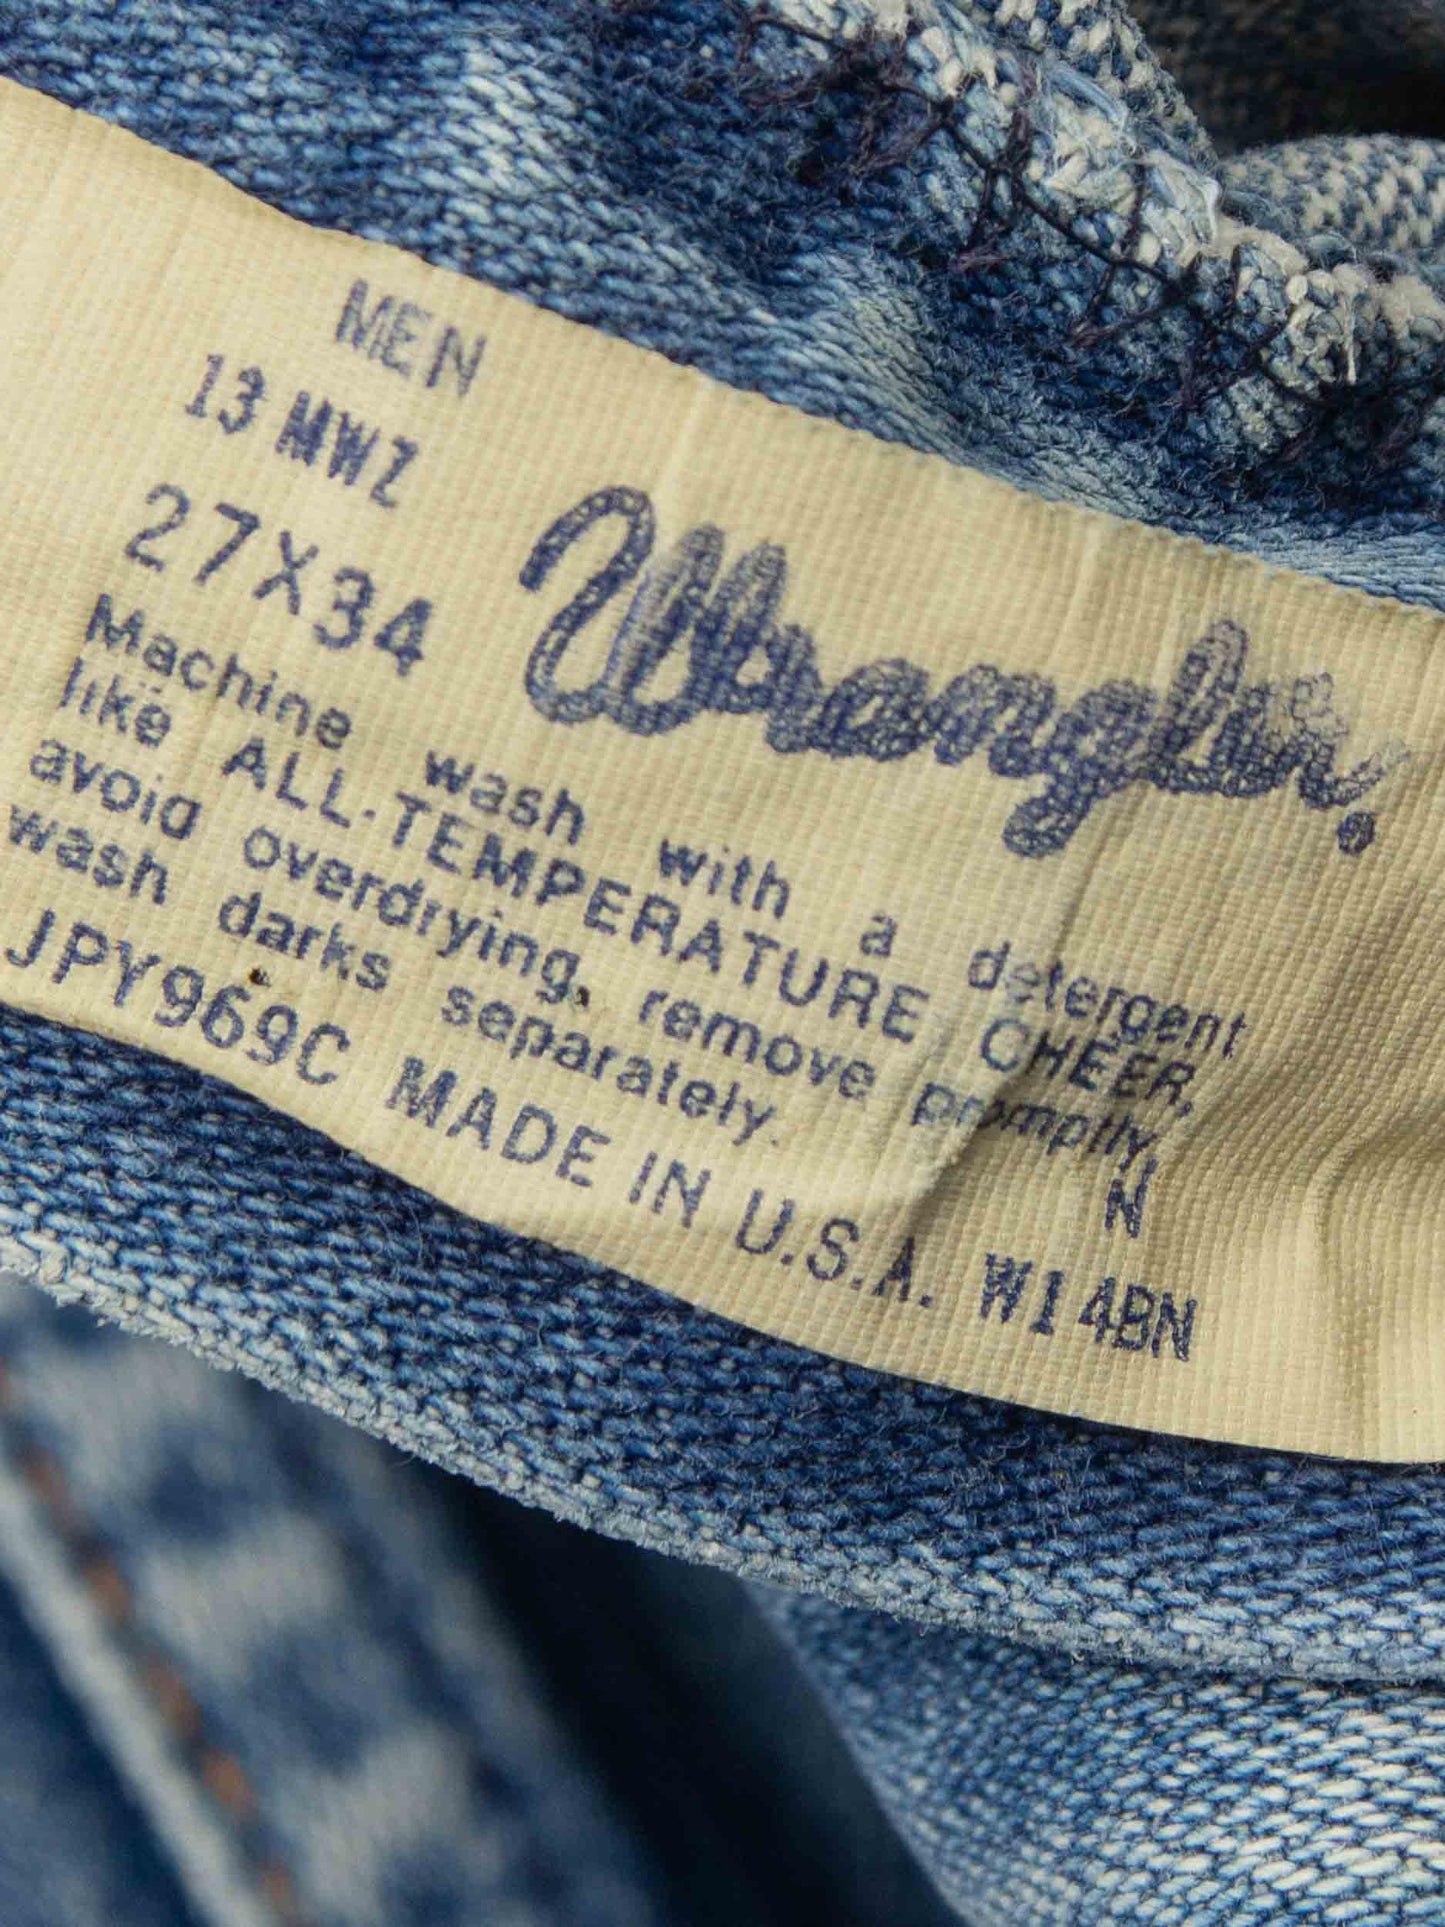 MEN
13 MWZ
27X34
Wrangler.
Machine wash with a detergent
like ALL-TEMPERATURE CHEER,
avoid overdrying, remove promptly,
wash darks separately.
N
JPY969C MADE IN U.S.A. W14BN